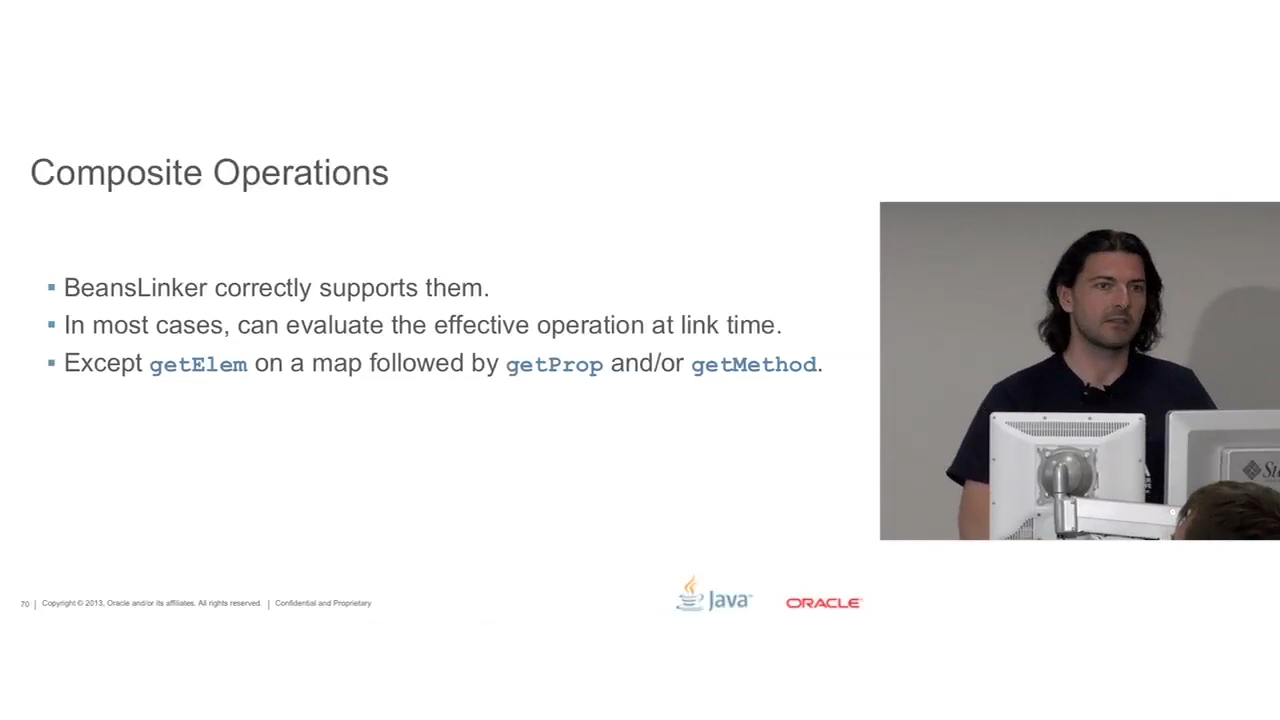 Composite Operations
▪ BeansLinker correctly supports them.
▪ In most cases, can evaluate the effective operation at link time.
▪ Except getElem on a map followed by getProp and/or getMethod.
70 | Copyright © 2013, Oracle and/or its affiliates. All rights reserved. | Confidential and Proprietary
Java™
ORACLE